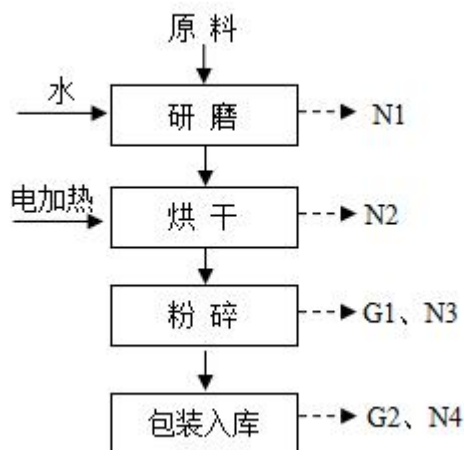 原 料
水
研 磨
N1
电加热
烘 干
N2
粉 碎
G1、N3
包装入库
G2、N4